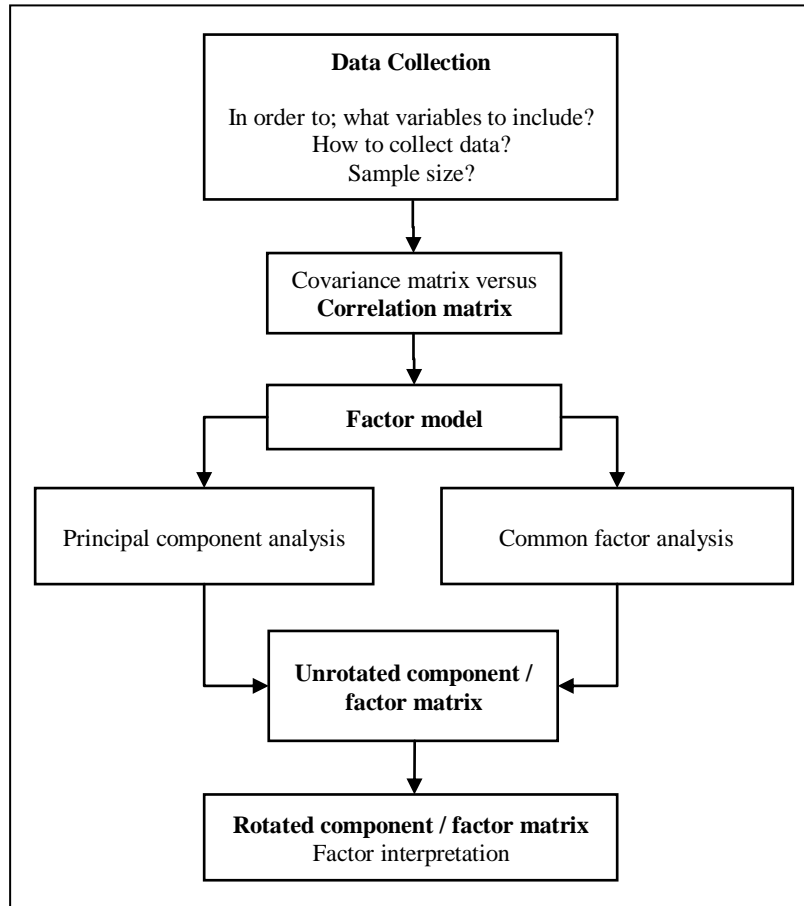 Data Collection
In order to; what variables to include?
How to collect data?
Sample size?
Covariance matrix versus
Correlation matrix
Factor model
Principal component analysis
Common factor analysis
Unrotated component /
factor matrix
Rotated component / factor matrix
Factor interpretation